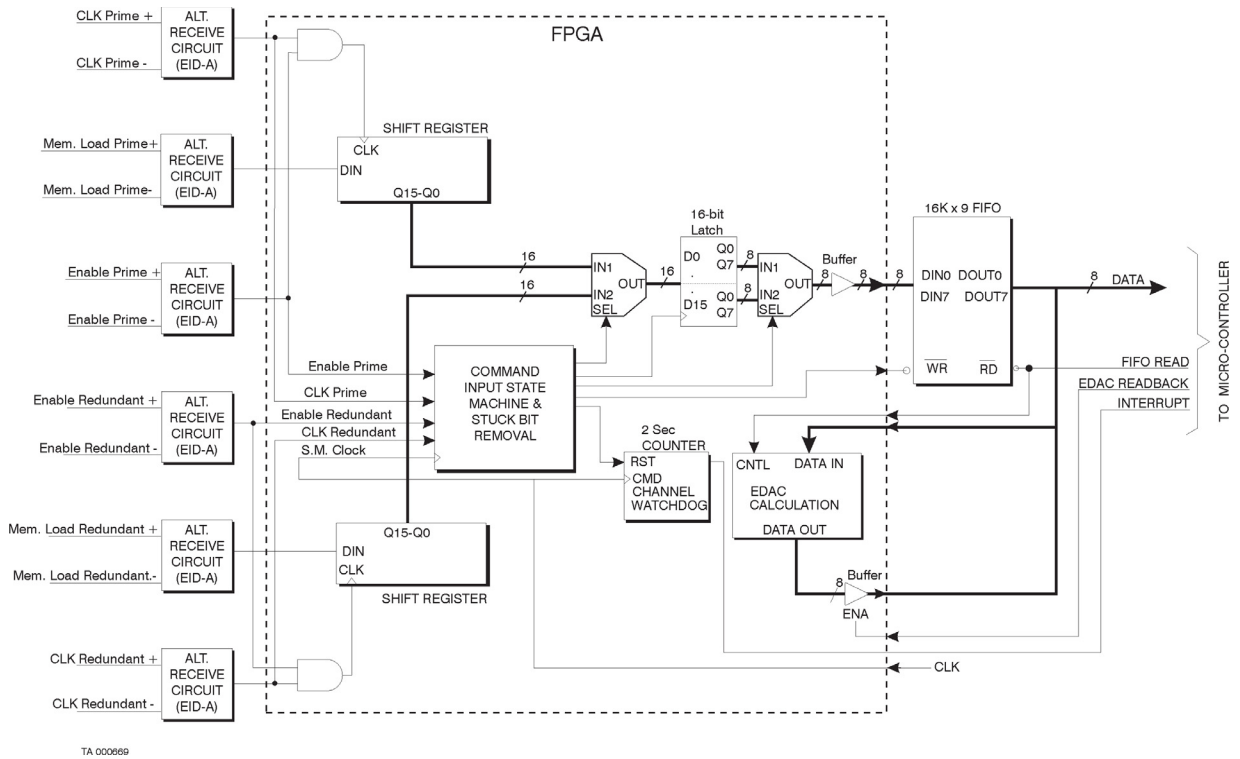 CLK Prime +
CLK Prime -
ALT.
RECEIVE
CIRCUIT
(EID-A)
FPGA
Mem. Load Prime+
Mem. Load Prime-
ALT.
RECEIVE
CIRCUIT
(EID-A)
SHIFT REGISTER
CLK
DIN
Q15-Q0
Enable Prime +
Enable Prime -
ALT.
RECEIVE
CIRCUIT
(EID-A)
16
16
IN1
IN2
SEL
OUT
16
16-bit
Latch
D0
.
.
D15
Q0
Q7
Q0
Q7
8
8
IN1
IN2
SEL
OUT
8
Buffer
8
8
16K x 9 FIFO
DIN0
DIN7
DOUT0
DOUT7
WR
RD
8
DATA
FIFO READ
EDAC READBACK
INTERRUPT
TO MICRO-CONTROLLER
Enable Prime
CLK Prime
Enable Redundant
CLK Redundant
S.M. Clock
COMMAND
INPUT STATE
MACHINE &
STUCK BIT
REMOVAL
Enable Redundant +
Enable Redundant -
ALT.
RECEIVE
CIRCUIT
(EID-A)
2 Sec
COUNTER
RST
CMD
CHANNEL
WATCHDOG
CNTL
DATA IN
EDAC
CALCULATION
DATA OUT
8
Buffer
ENA
Mem. Load Redundant +
Mem. Load Redundant.-
ALT.
RECEIVE
CIRCUIT
(EID-A)
Q15-Q0
DIN
CLK
SHIFT REGISTER
CLK Redundant +
CLK Redundant -
ALT.
RECEIVE
CIRCUIT
(EID-A)
CLK
TA 000669